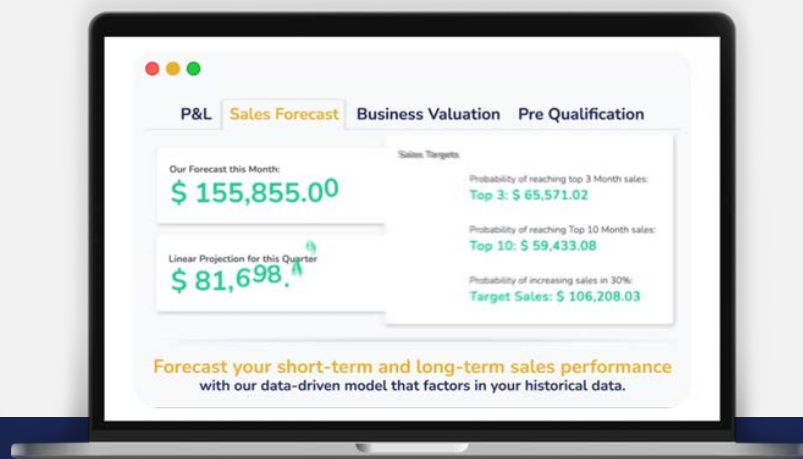 P&L Sales Forecast Business Valuation Pre Qualification
Our Forecast this Month:
$ 155,855.00
Linear Projection for this Quarter
$ 81,698.
Sales Targets
Probability of reaching top 3 Month sales:
Top 3: $ 65,571.02
Probability of reaching Top 10 Month sales:
Top 10: $ 59,433.08
Probability of increasing sales in 30%:
Target Sales: $ 106,208.03
Forecast your short-term and long-term sales performance
with our data-driven model that factors in your historical data.